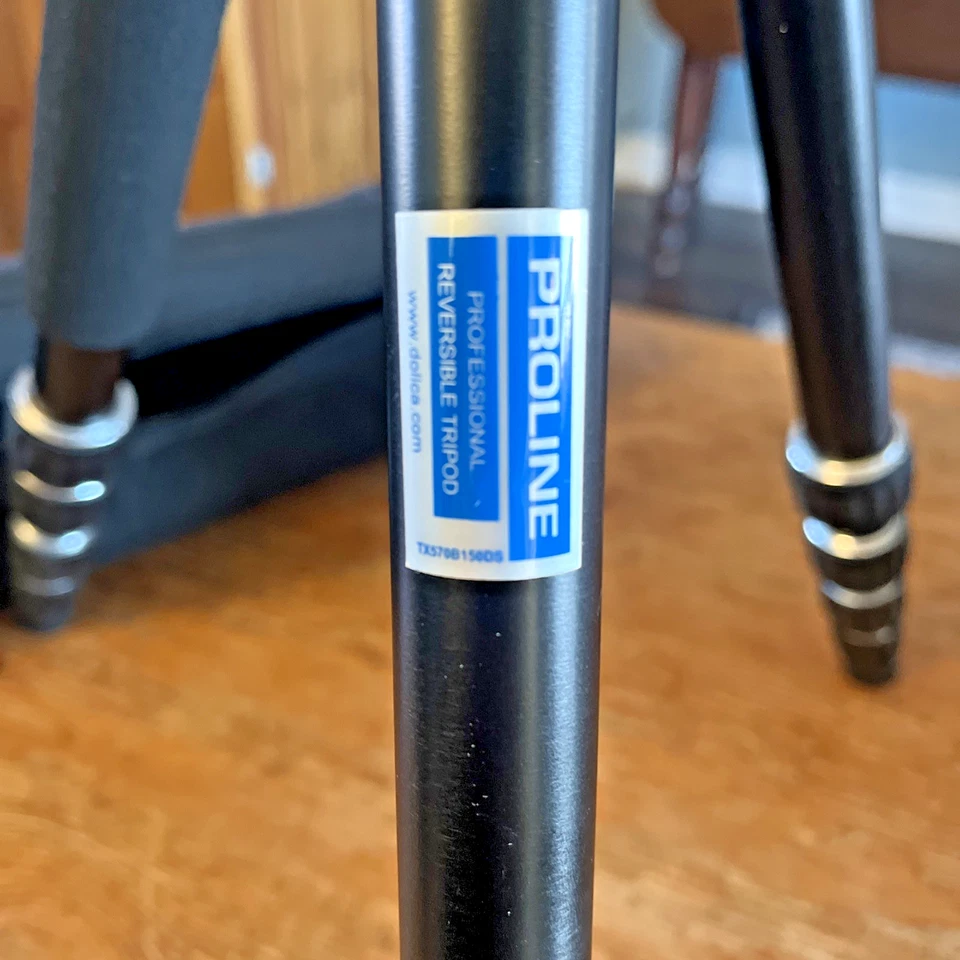 PROLINE
PROFESSIONAL
REVERSIBLE TRIPOD
www.dolica.com
TX570B150DS